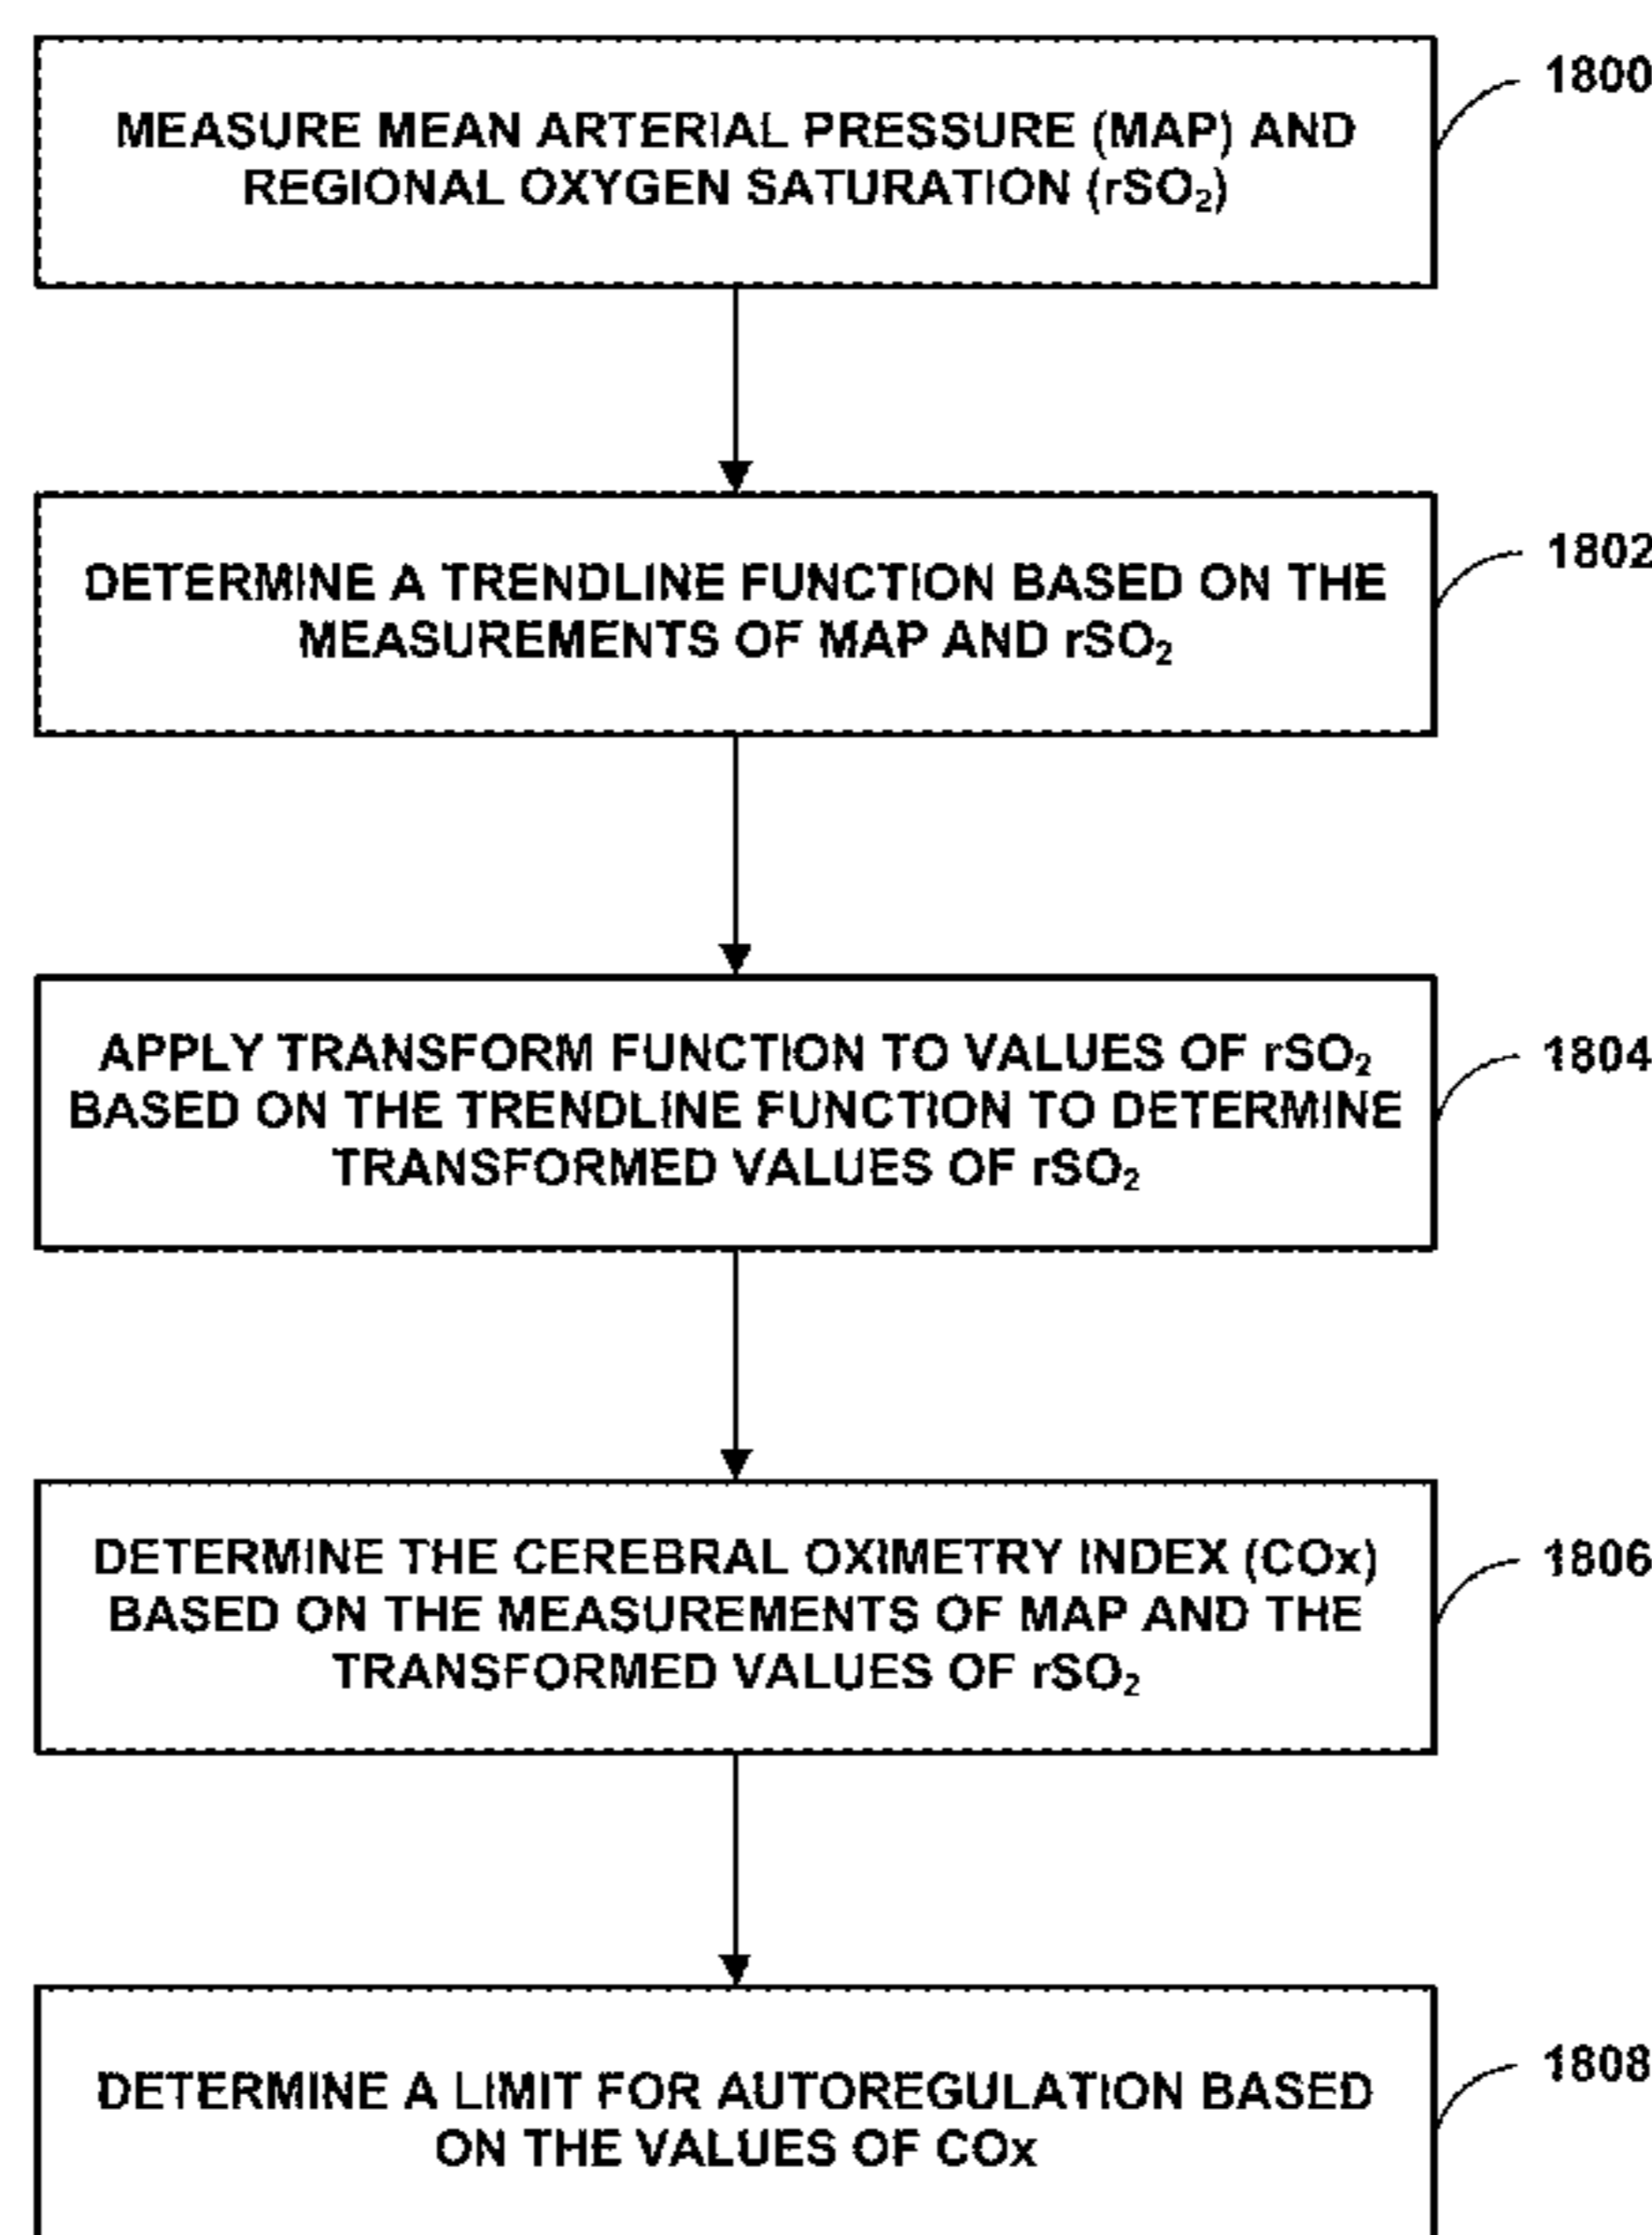 1800
MEASURE MEAN ARTERIAL PRESSURE (MAP) AND
REGIONAL OXYGEN SATURATION (rSO₂)
1802
DETERMINE A TRENDLINE FUNCTION BASED ON THE
MEASUREMENTS OF MAP AND rSO₂
1804
APPLY TRANSFORM FUNCTION TO VALUES OF rSO₂
BASED ON THE TRENDLINE FUNCTION TO DETERMINE
TRANSFORMED VALUES OF rSO₂
1806
DETERMINE THE CEREBRAL OXIMETRY INDEX (COx)
BASED ON THE MEASUREMENTS OF MAP AND THE
TRANSFORMED VALUES OF rSO₂
1808
DETERMINE A LIMIT FOR AUTOREGULATION BASED
ON THE VALUES OF COx